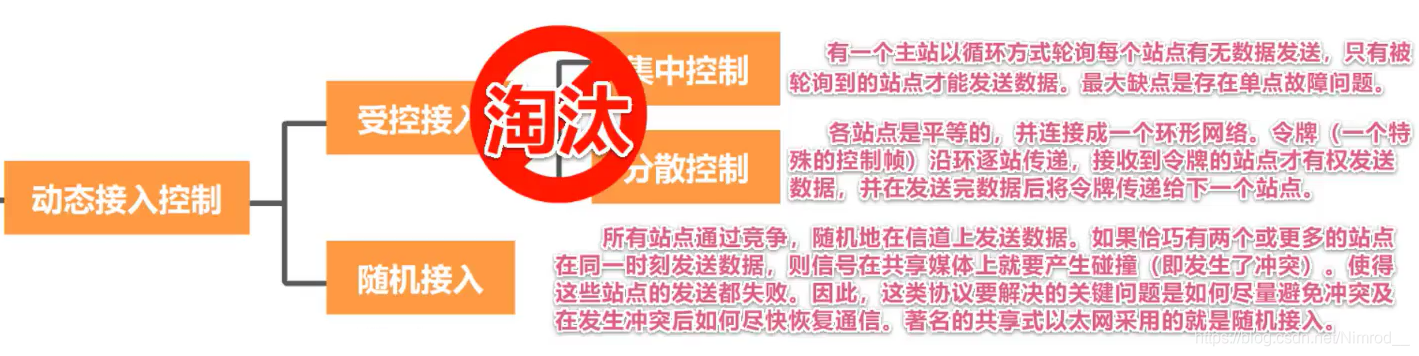 集中控制
有一个主站以循环方式轮询每个站点有无数据发送，只有被
轮询到的站点才能发送数据。最大缺点是存在单点故障问题。
受控接入
淘汰
分散控制
各站点是平等的，并连接成一个环形网络。令牌（一个特
殊的控制帧）沿环逐站传递，接收到令牌的站点才有权发送
数据，并在发送完数据后将令牌传递给下一个站点。
动态接入控制
随机接入
所有站点通过竞争，随机地在信道上发送数据。如果恰巧有两个或更多的站点
在同一时刻发送数据，则信号在共享媒体上就要产生碰撞（即发生了冲突）。使得
这些站点的发送都失败。因此，这类协议要解决的关键问题是如何尽量避免冲突及
在发生冲突后如何尽快恢复通信。著名的共享式以太网采用的就是随机接入。
https://blog.csdn.net/Nimrod__